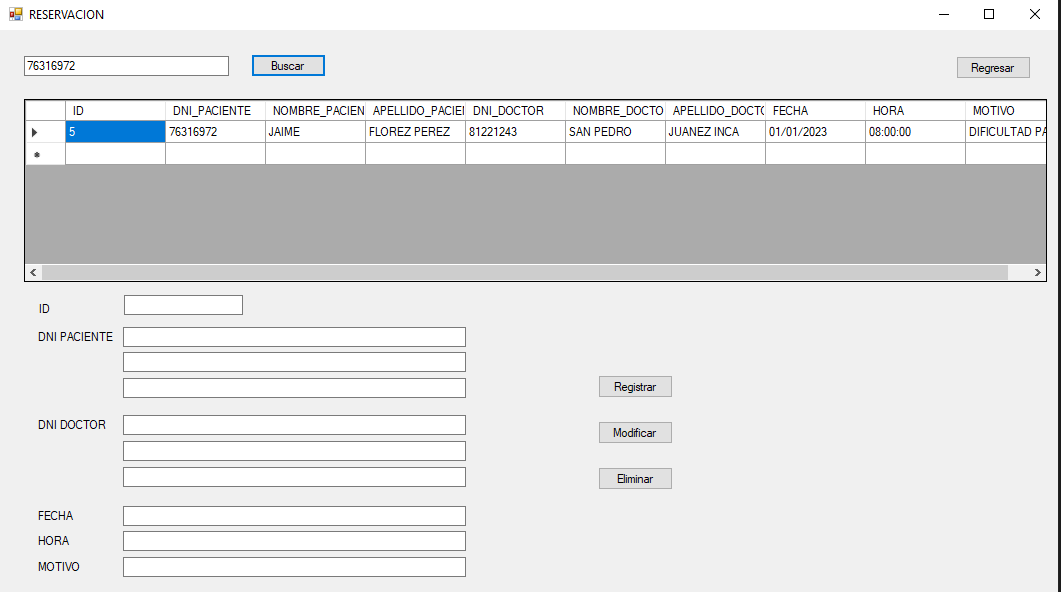 RESERVACION
76316972 Buscar Regresar
ID DNI_PACIENTE NOMBRE_PACIEN APELLIDO_PACIEI DNI_DOCTOR NOMBRE_DOCTO APELLIDO_DOCTO FECHA HORA MOTIVO
5 76316972 JAIME FLOREZ PEREZ 81221243 SAN PEDRO JUANEZ INCA 01/01/2023 08:00:00 DIFICULTAD PA
ID
DNI PACIENTE
Registrar
DNI DOCTOR
Modificar
Eliminar
FECHA
HORA
MOTIVO